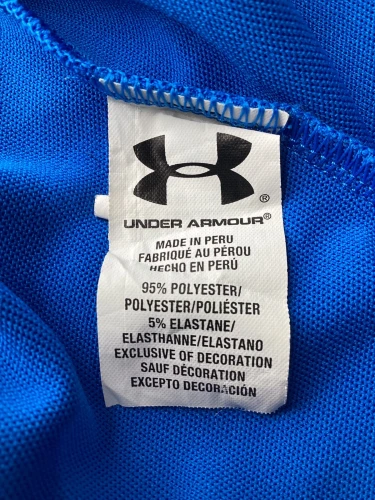 UNDER ARMOUR®
MADE IN PERU
FABRIQUÉ AU PÉROU
HECHO EN PERÚ
95% POLYESTER/
POLYESTER/POLIÉSTER
5% ELASTANE/
ELASTHANNE/ELASTANO
EXCLUSIVE OF DECORATION
SAUF DÉCORATION
EXCEPTO DECORACIÓN